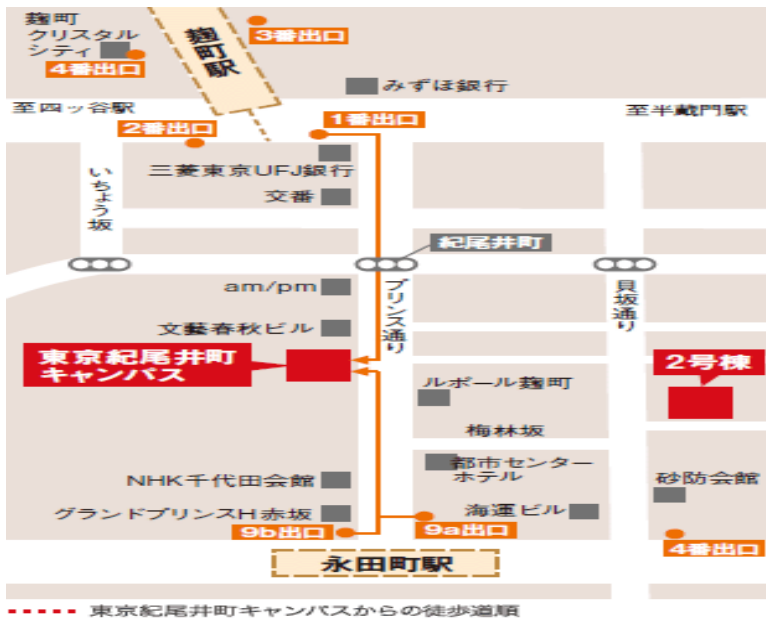 麹町
クリスタル
シティ
4番出口
麹町駅
3番出口
みずほ銀行
至四ッ谷駅
至半蔵門駅
2番出口
1番出口
三菱東京UFJ銀行
交番
いちょう坂
紀尾井町
am/pm
プリンス通り
貝坂通り
文藝春秋ビル
東京紀尾井町
キャンパス
2号棟
ルポール麹町
梅林坂
都市センター
ホテル
NHK千代田会館
砂防会館
グランドプリンスH赤坂
海運ビル
9b出口
9a出口
4番出口
永田町駅
東京紀尾井町キャンパスからの徒歩道順